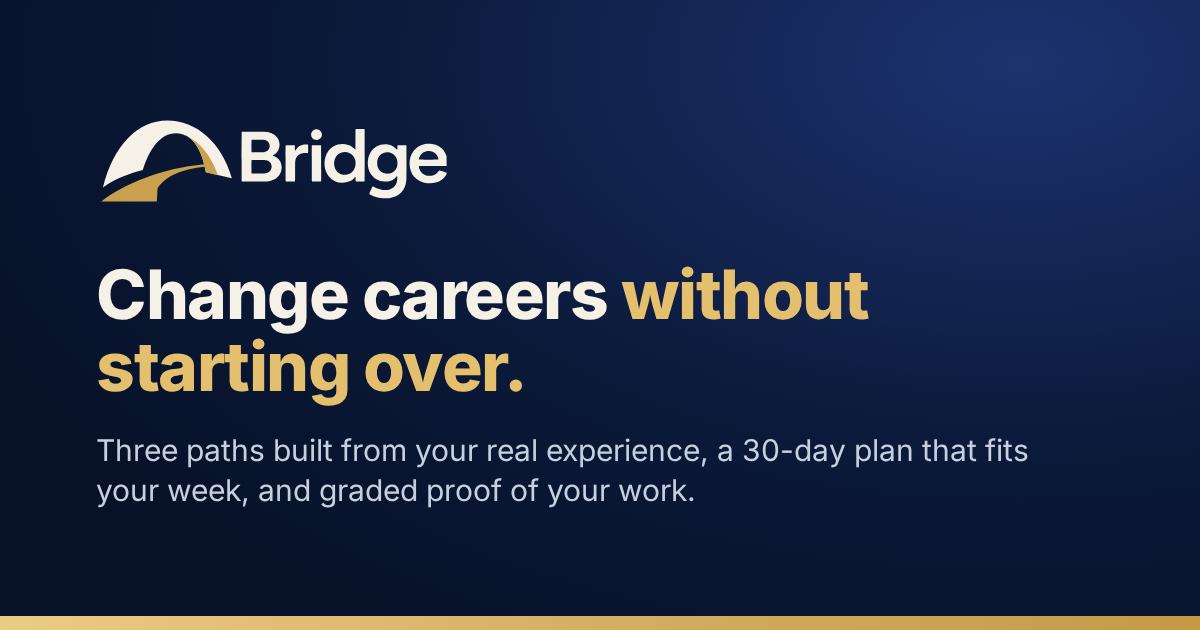 Bridge
Change careers without
starting over.
Three paths built from your real experience, a 30-day plan that fits
your week, and graded proof of your work.